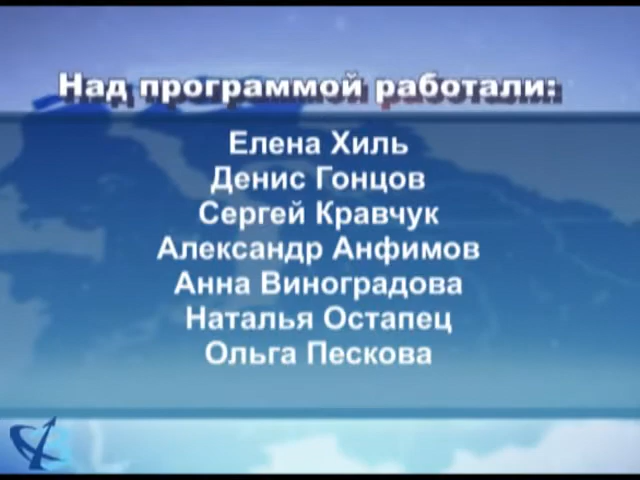 Над программой работали:
Елена Хиль
Денис Гонцов
Сергей Кравчук
Александр Анфимов
Анна Виноградова
Наталья Остапец
Ольга Пескова